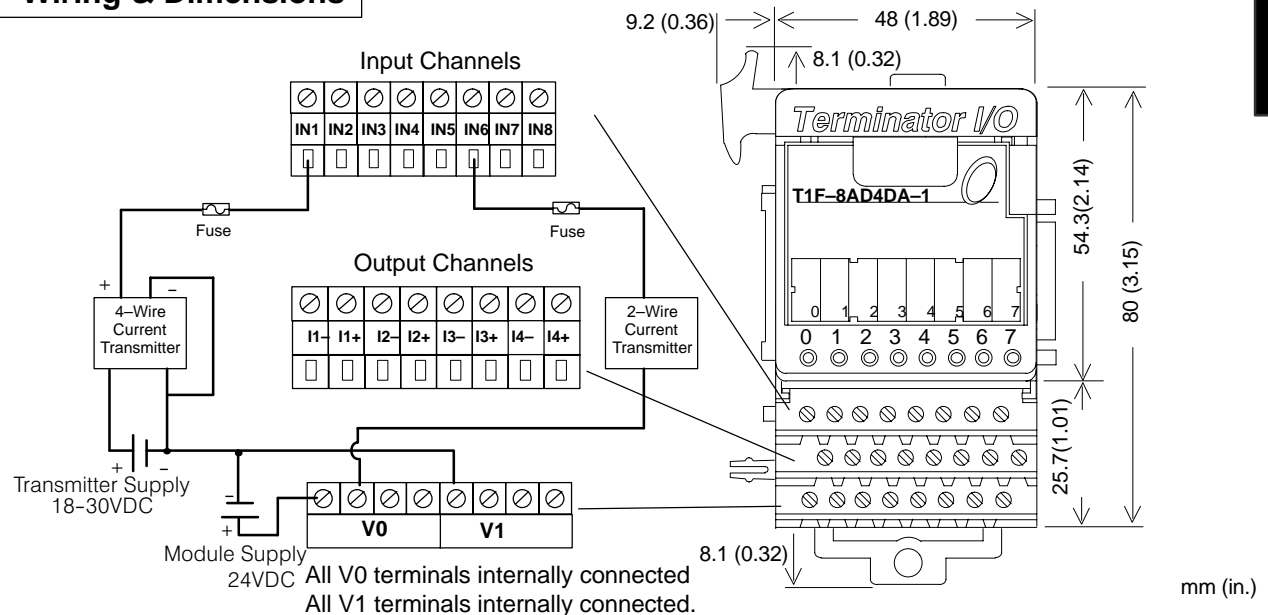 Wiring & Dimensions
Input Channels
IN1 IN2 IN3 IN4 IN5 IN6 IN7 IN8
Fuse
Fuse
Output Channels
I1– I1+ I2– I2+ I3– I3+ I4– I4+
+
–
4–Wire
Current
Transmitter
2–Wire
Current
Transmitter
+
–
Transmitter Supply
18-30VDC
–
+
Module Supply
24VDC
V0
V1
All V0 terminals internally connected
All V1 terminals internally connected.
9.2 (0.36)
48 (1.89)
8.1 (0.32)
Terminator I/O
T1F–8AD4DA–1
0 1 2 3 4 5 6 7
0 1 2 3 4 5 6 7
54.3(2.14)
80 (3.15)
25.7(1.01)
8.1 (0.32)
mm (in.)